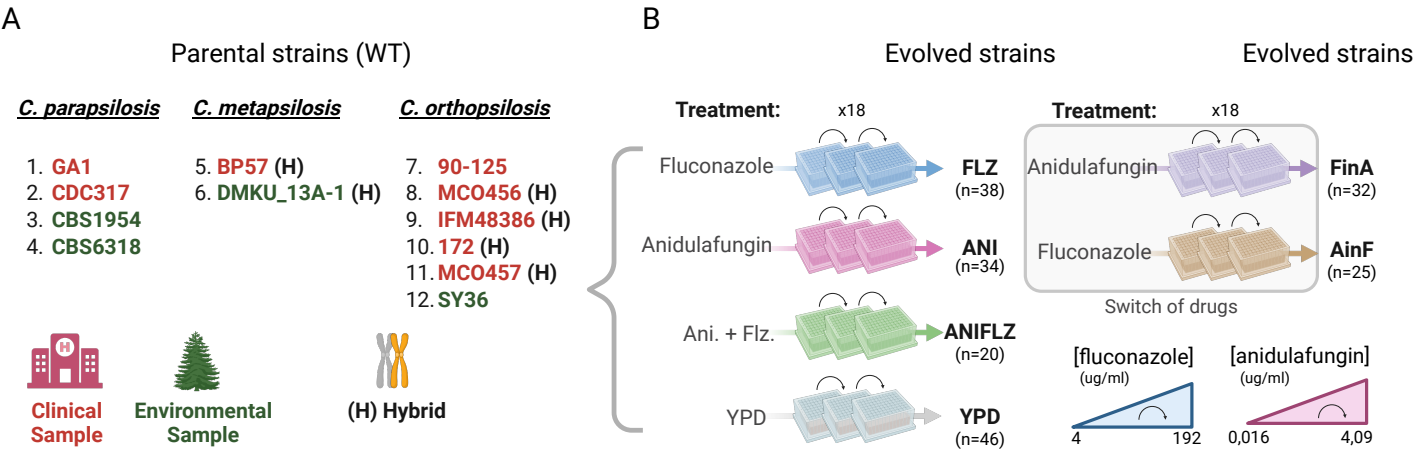 A
Parental strains (WT)
C. parapsilosis
1. GA1
2. CDC317
3. CBS1954
4. CBS6318
C. metapsilosis
5. BP57 (H)
6. DMKU_13A-1 (H)
C. orthopsilosis
7. 90-125
8. MCO456 (H)
9. IFM48386 (H)
10. 172 (H)
11. MCO457 (H)
12. SY36
H
Clinical
Sample
Environmental
Sample
(H) Hybrid
B
Evolved strains
Treatment: x18
Fluconazole
FLZ
(n=38)
Anidulafungin
ANI
(n=34)
Ani. + Flz.
ANIFLZ
(n=20)
YPD
YPD
(n=46)
Evolved strains
Treatment: x18
Anidulafungin
FinA
(n=32)
Fluconazole
AinF
(n=25)
Switch of drugs
[fluconazole]
(ug/ml)
4 192
[anidulafungin]
(ug/ml)
0,016 4,09